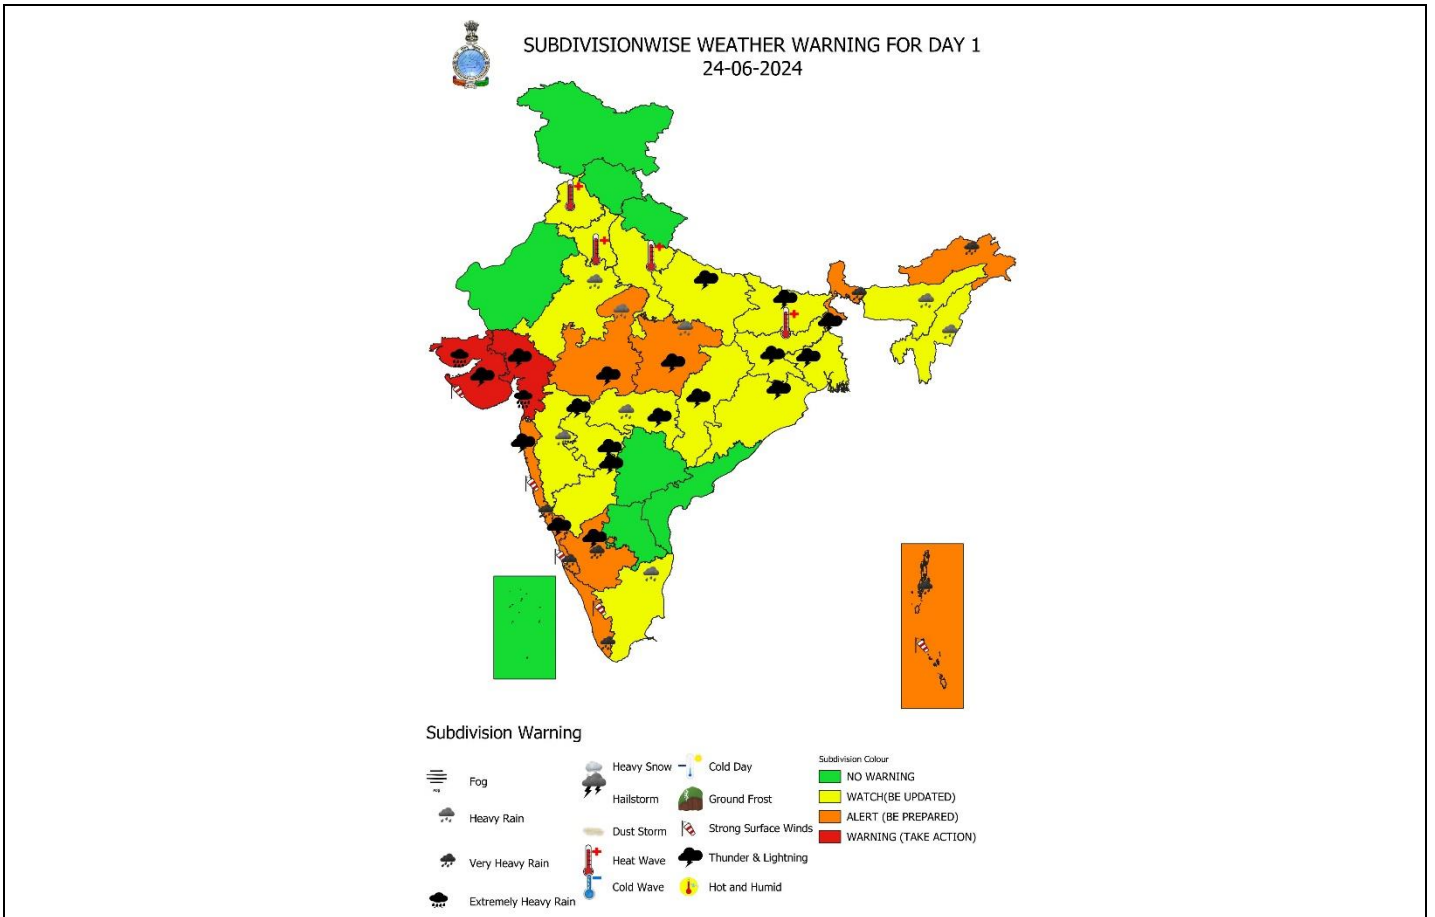 SUBDIVISIONWISE WEATHER WARNING FOR DAY 1
24-06-2024
Subdivision Warning
Fog
Heavy Rain
Very Heavy Rain
Extremely Heavy Rain
Heavy Snow
Hailstorm
Dust Storm
Heat Wave
Cold Wave
Cold Day
Ground Frost
Strong Surface Winds
Thunder & Lightning
Hot and Humid
Subdivision Colour
NO WARNING
WATCH(BE UPDATED)
ALERT (BE PREPARED)
WARNING (TAKE ACTION)